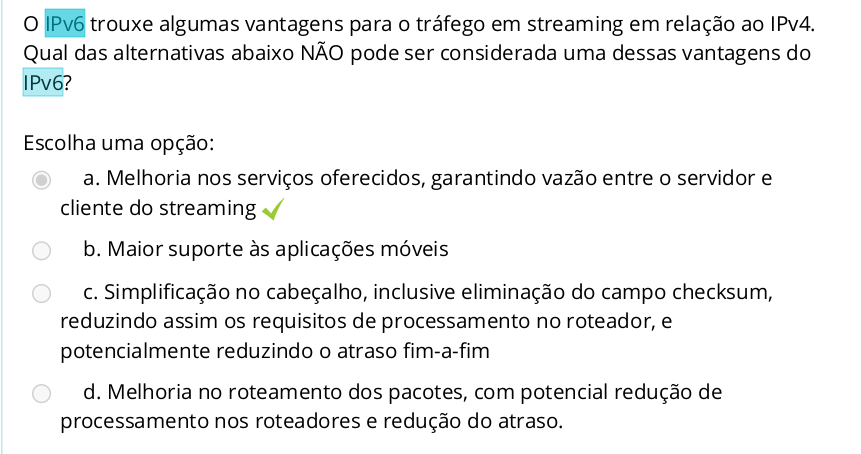 O IPv6 trouxe algumas vantagens para o tráfego em streaming em relação ao IPv4.
Qual das alternativas abaixo NÃO pode ser considerada uma dessas vantagens do
IPv6?
Escolha uma opção:
a. Melhoria nos serviços oferecidos, garantindo vazão entre o servidor e
cliente do streaming
b. Maior suporte às aplicações móveis
c. Simplificação no cabeçalho, inclusive eliminação do campo checksum,
reduzindo assim os requisitos de processamento no roteador, e
potencialmente reduzindo o atraso fim-a-fim
d. Melhoria no roteamento dos pacotes, com potencial redução de
processamento nos roteadores e redução do atraso.